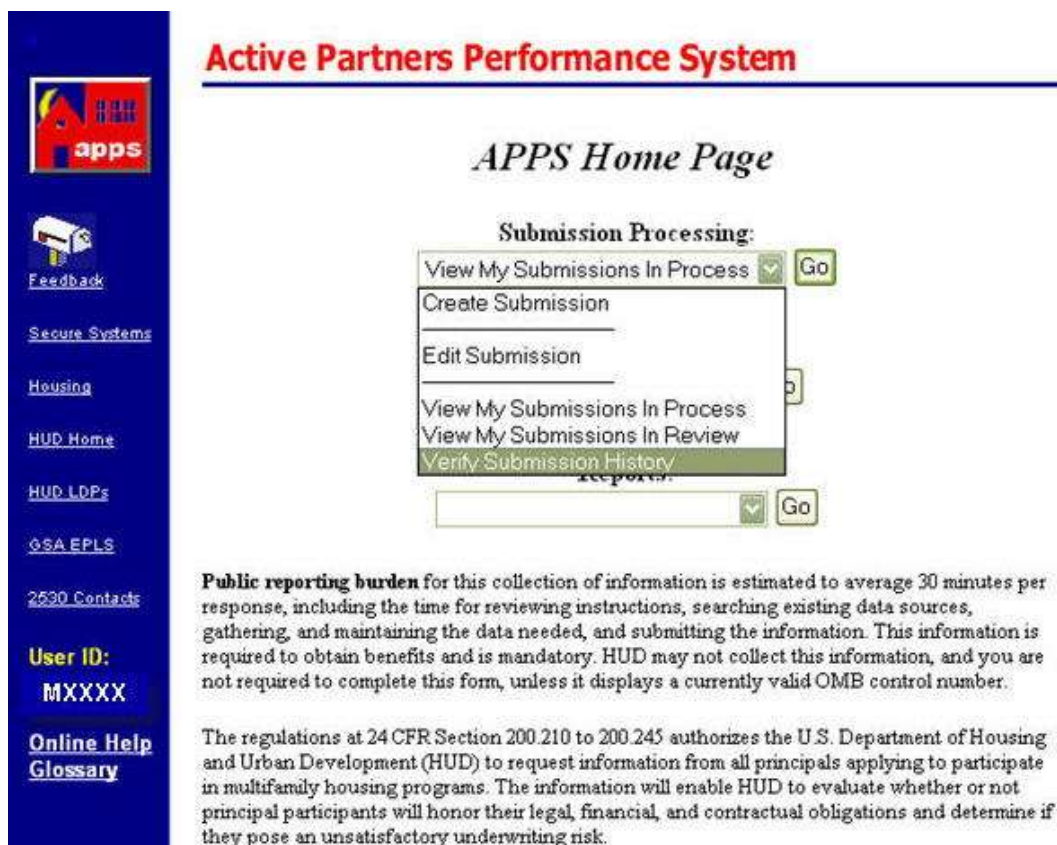 Active Partners Performance System
apps
APPS Home Page
Submission Processing:
View My Submissions In Process
Go
Create Submission
Edit Submission
View My Submissions In Process
View My Submissions In Review
Verify Submission History
Go
Feedback
Secure Systems
Housing
HUD Home
HUD LDPs
GSA EPLS
2530 Contacts
User ID:
MXXXX
Online Help
Glossary
Public reporting burden for this collection of information is estimated to average 30 minutes per
response, including the time for reviewing instructions, searching existing data sources,
gathering, and maintaining the data needed, and submitting the information. This information is
required to obtain benefits and is mandatory. HUD may not collect this information, and you are
not required to complete this form, unless it displays a currently valid OMB control number.
The regulations at 24 CFR Section 200.210 to 200.245 authorizes the U.S. Department of Housing
and Urban Development (HUD) to request information from all principals applying to participate
in multifamily housing programs. The information will enable HUD to evaluate whether or not
principal participants will honor their legal, financial, and contractual obligations and determine if
they pose an unsatisfactory underwriting risk.